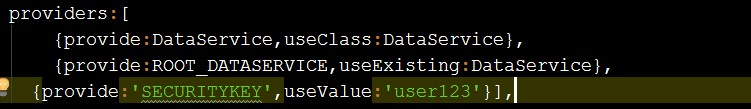 providers:[
{provide:DataService,useClass:DataService},
{provide:ROOT_DATASERVICE,useExisting:DataService},
{provide:'SECURITYKEY',useValue:'user123'}],